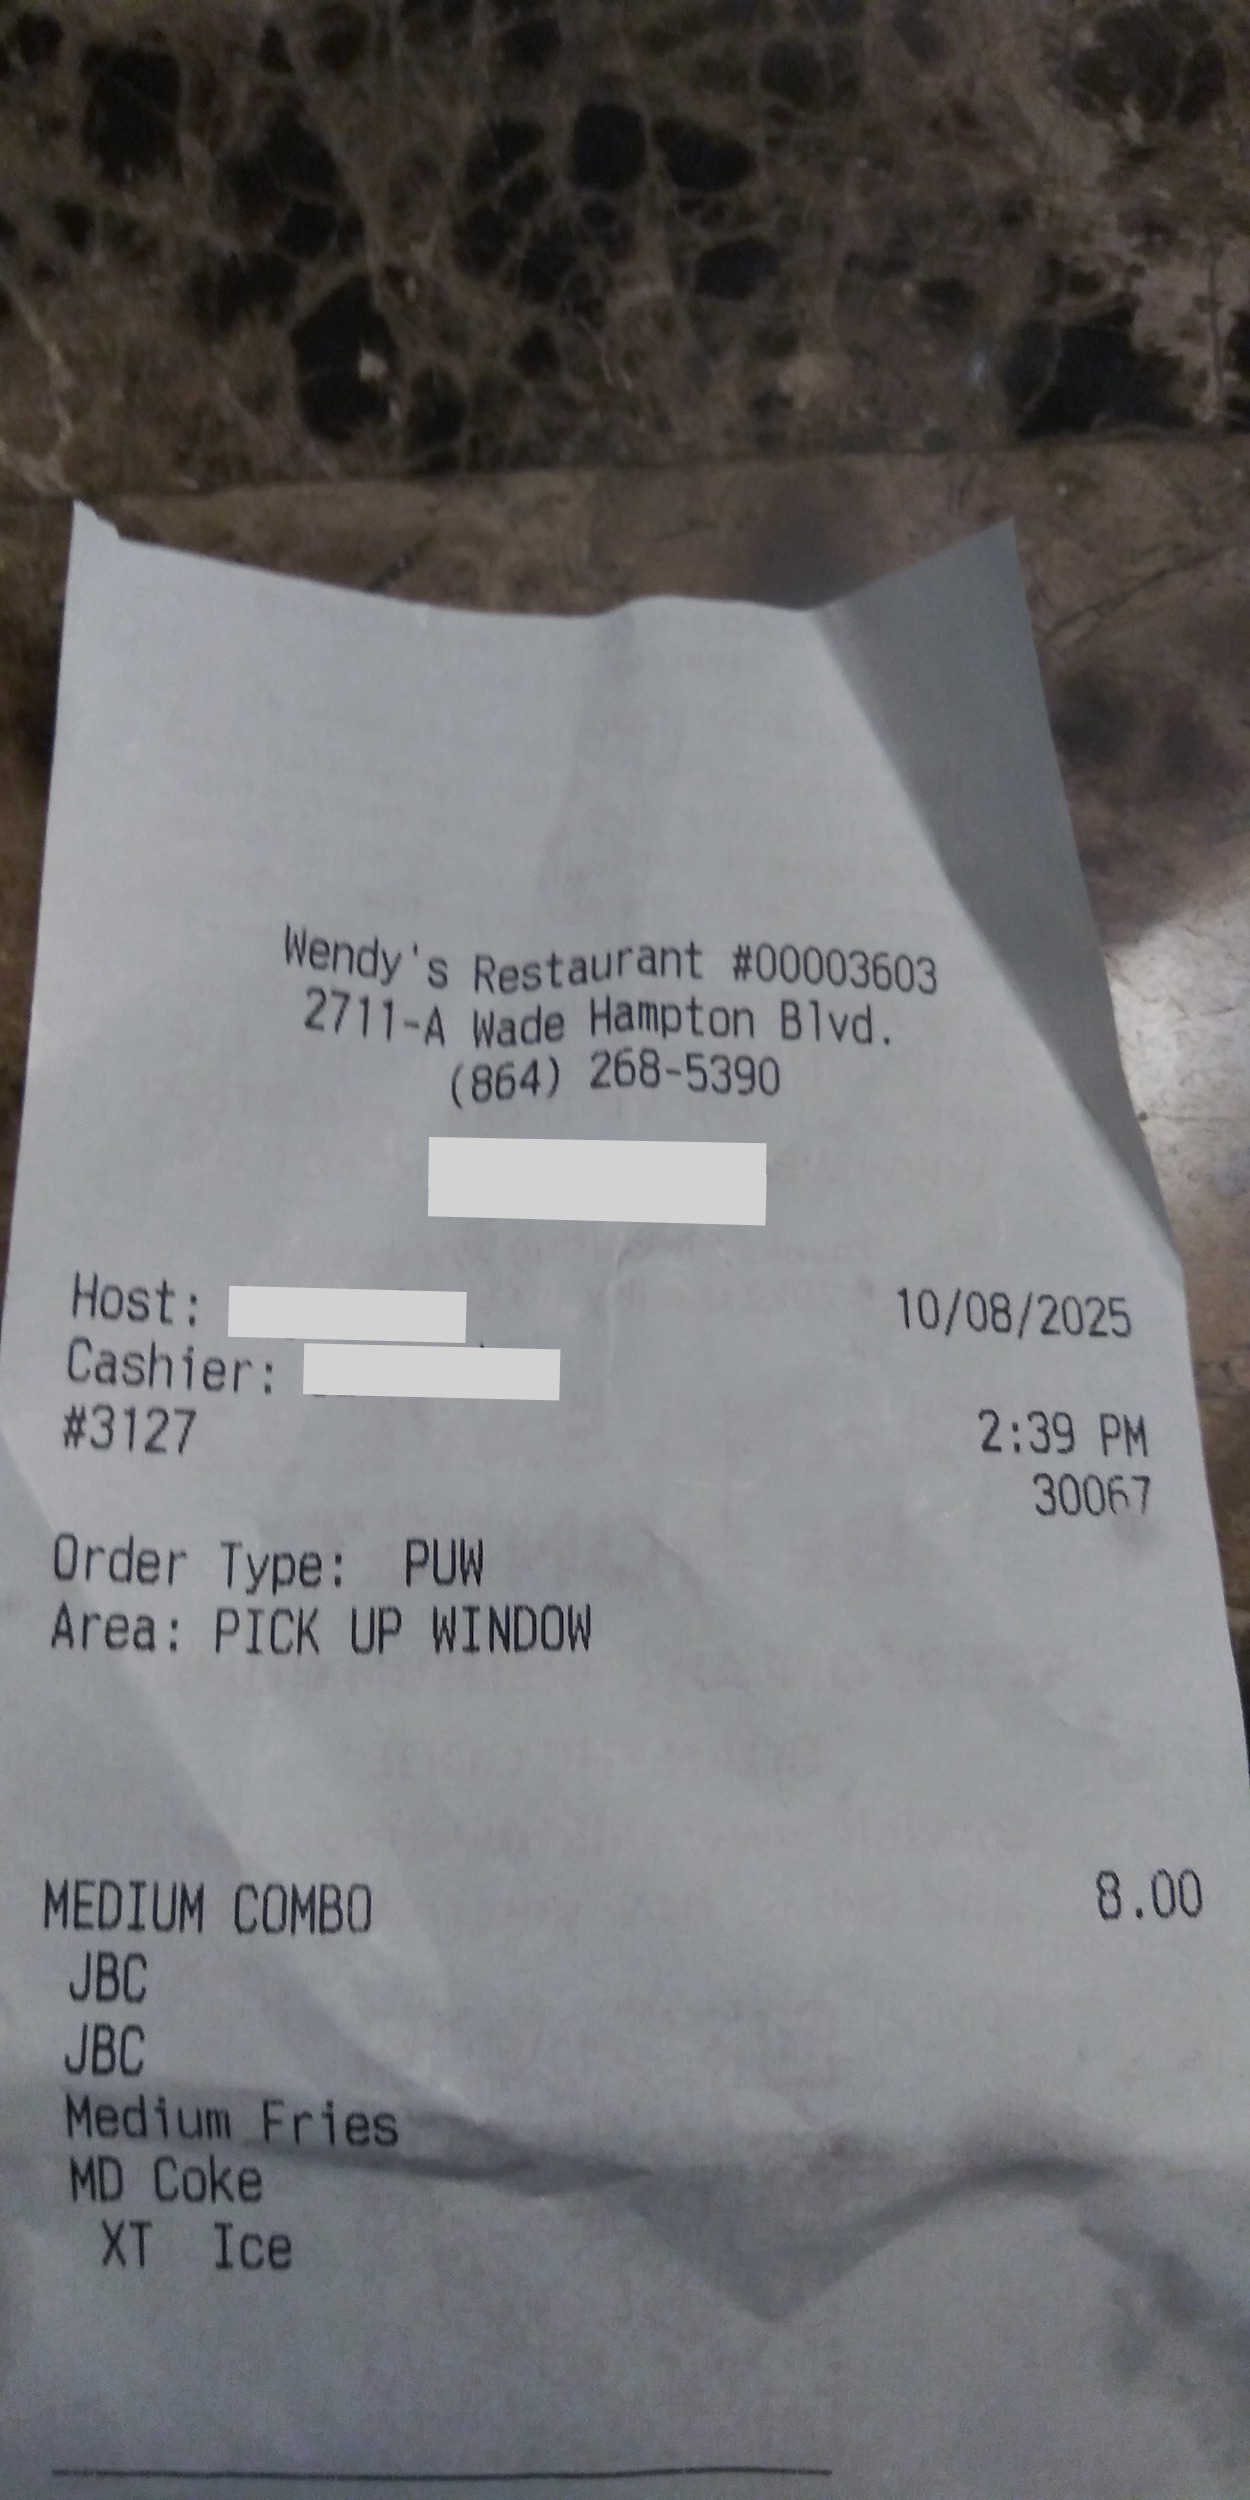 Wendy's Restaurant #00003603
2711-A Wade Hampton Blvd.
(864) 268-5390
Host: 10/08/2025
Cashier:
#3127 2:39 PM
30067
Order Type: PUW
Area: PICK UP WINDOW
MEDIUM COMBO 8.00
JBC
JBC
Medium Fries
MD Coke
XT Ice